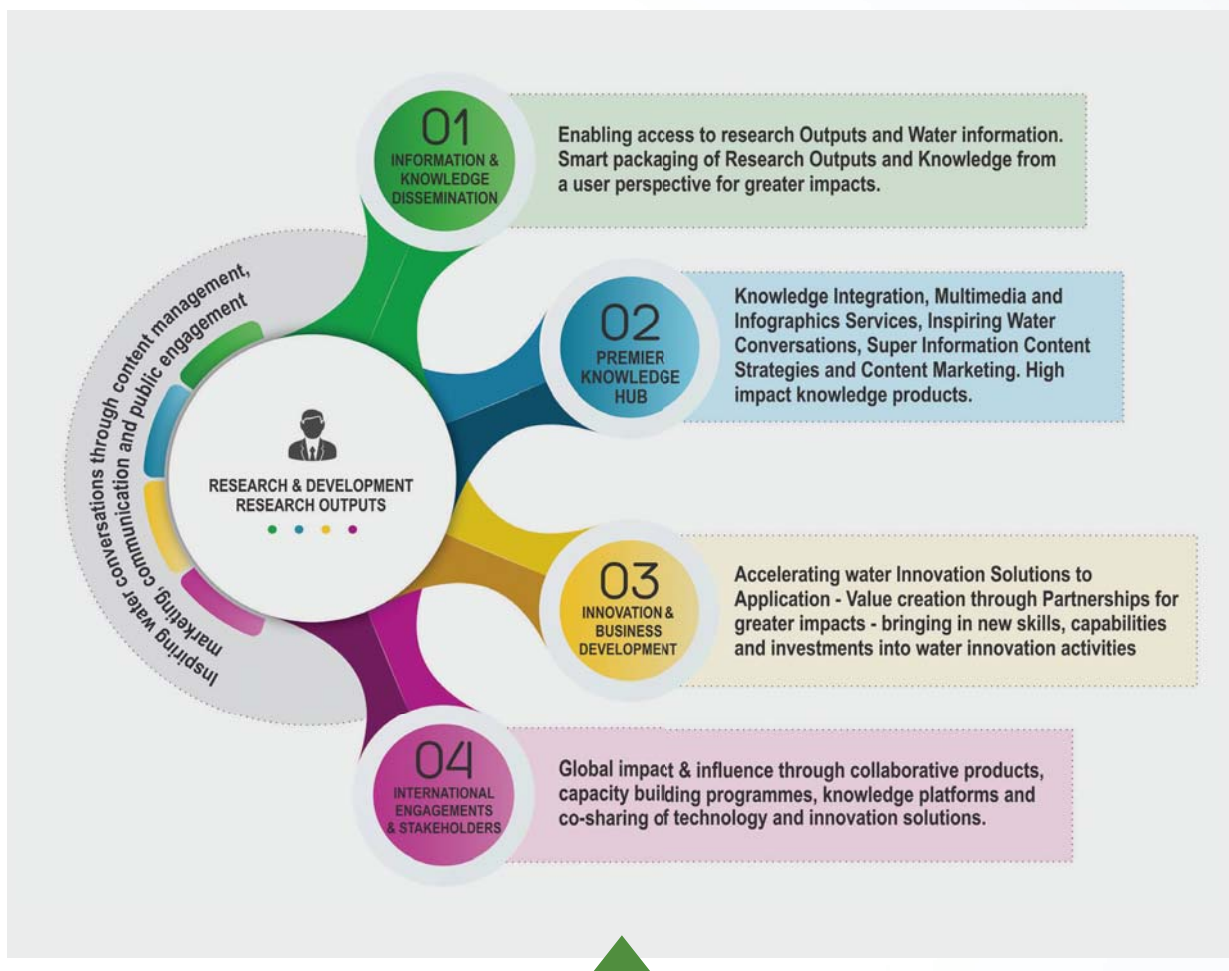 Inspiring water conversations through content management,
marketing, communication and public engagement
RESEARCH & DEVELOPMENT
RESEARCH OUTPUTS
01
INFORMATION &
KNOWLEDGE
DISSEMINATION
Enabling access to research Outputs and Water information.
Smart packaging of Research Outputs and Knowledge from
a user perspective for greater impacts.
02
PREMIER
KNOWLEDGE
HUB
Knowledge Integration, Multimedia and
Infographics Services, Inspiring Water
Conversations, Super Information Content
Strategies and Content Marketing. High
impact knowledge products.
03
INNOVATION &
BUSINESS
DEVELOPMENT
Accelerating water Innovation Solutions to
Application - Value creation through Partnerships for
greater impacts - bringing in new skills, capabilities
and investments into water innovation activities
04
INTERNATIONAL
ENGAGEMENTS
& STAKEHOLDERS
Global impact & influence through collaborative products,
capacity building programmes, knowledge platforms and
co-sharing of technology and innovation solutions.